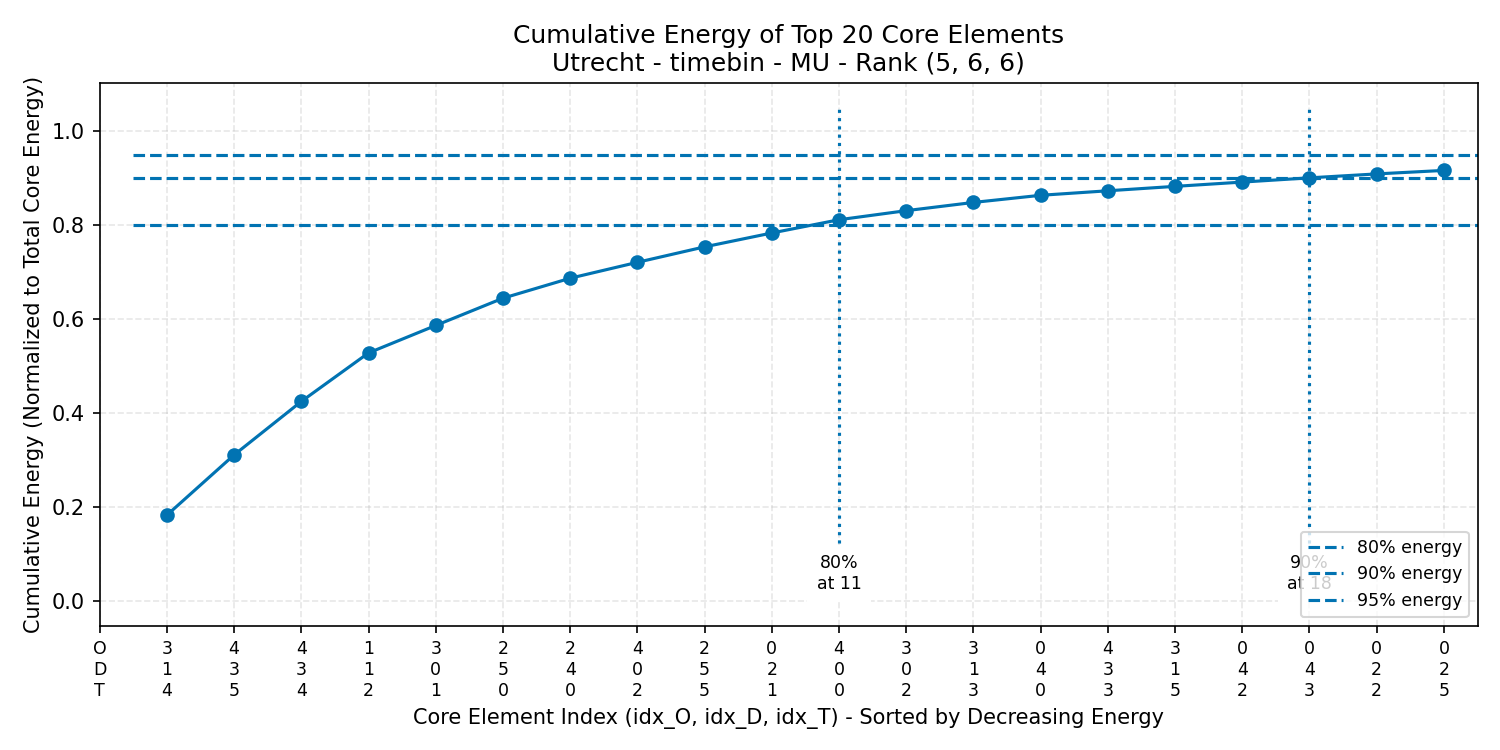 Cumulative Energy of Top 20 Core Elements
Utrecht - timebin - MU - Rank (5, 6, 6)
Cumulative Energy (Normalized to Total Core Energy)
1.0
0.8
0.6
0.4
0.2
0.0
80%
at 11
90%
at 18
80% energy
90% energy
95% energy
O 3 4 4 1 3 2 2 4 2 0 4 3 3 0 4 3 0 0 0 0
D 1 3 3 1 0 5 4 0 5 2 0 0 1 4 3 1 4 4 2 2
T 4 5 4 2 1 0 0 2 5 1 0 2 3 0 3 5 2 3 2 5
Core Element Index (idx_O, idx_D, idx_T) - Sorted by Decreasing Energy